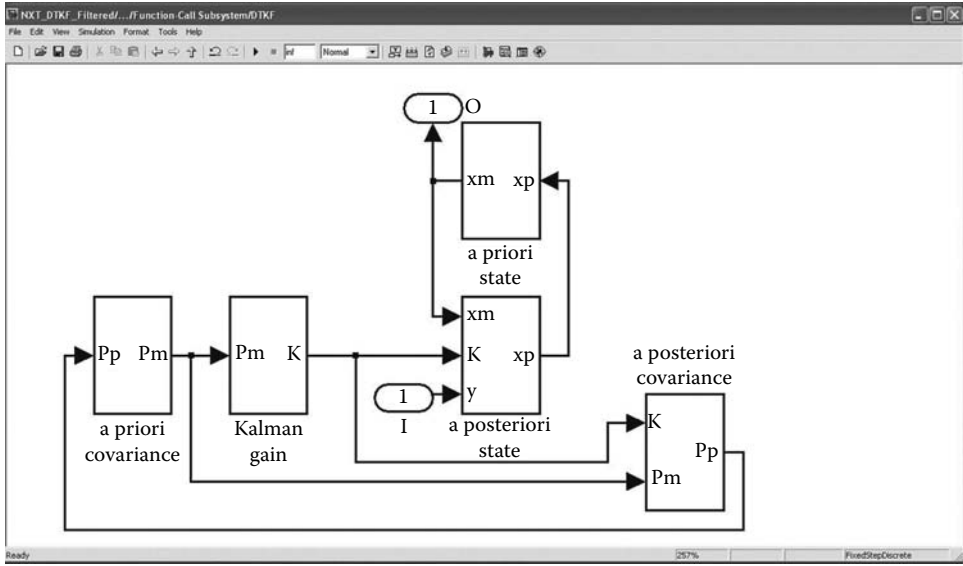 NXT_DTKF_Filtered/.../Function-Call Subsystem/DTKF
File Edit View Simulation Format Tools Help
inf Normal
1 O
xm xp
a priori
state
xm
K xp
y
a posteriori
state
Pp Pm
a priori
covariance
Pm K
Kalman
gain
1
I
a posteriori
covariance
K
Pp
Pm
Ready 257% FixedStepDiscrete